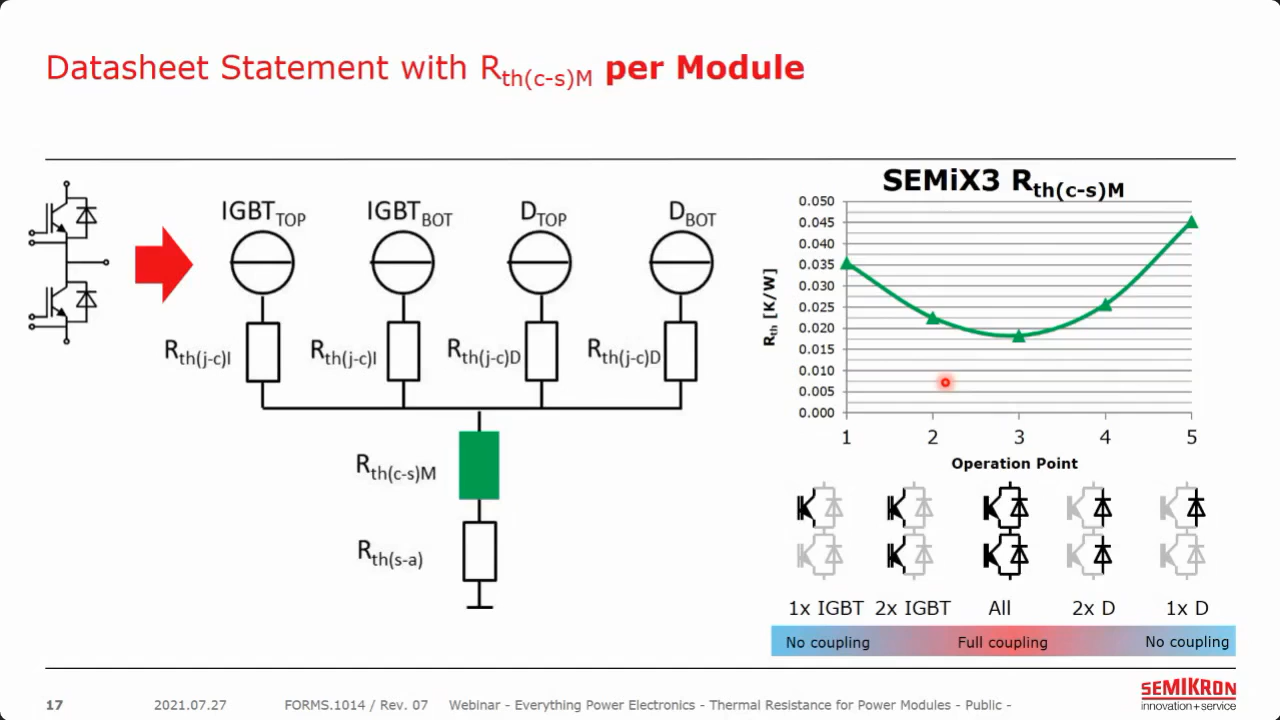 Datasheet Statement with Rth(c-s)M per Module
IGBTTOP IGBTBOT DTOP DBOT
Rth(j-c)I Rth(j-c)I Rth(j-c)D Rth(j-c)D
Rth(c-s)M
Rth(s-a)
SEMiX3 Rth(c-s)M
Rth [K/W]
0.050
0.045
0.040
0.035
0.030
0.025
0.020
0.015
0.010
0.005
0.000
1 2 3 4 5
Operation Point
1x IGBT 2x IGBT All 2x D 1x D
No coupling Full coupling No coupling
17 2021.07.27 FORMS.1014 / Rev. 07 Webinar - Everything Power Electronics - Thermal Resistance for Power Modules - Public -
SEMIKRON
innovation+service